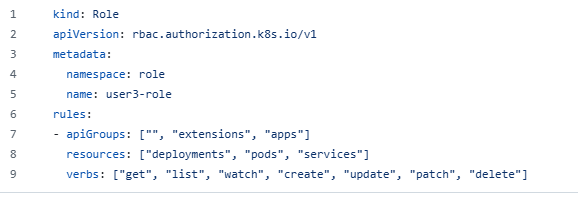 1 kind: Role
2 apiVersion: rbac.authorization.k8s.io/v1
3 metadata:
4   namespace: role
5   name: user3-role
6 rules:
7 - apiGroups: ["", "extensions", "apps"]
8   resources: ["deployments", "pods", "services"]
9   verbs: ["get", "list", "watch", "create", "update", "patch", "delete"]